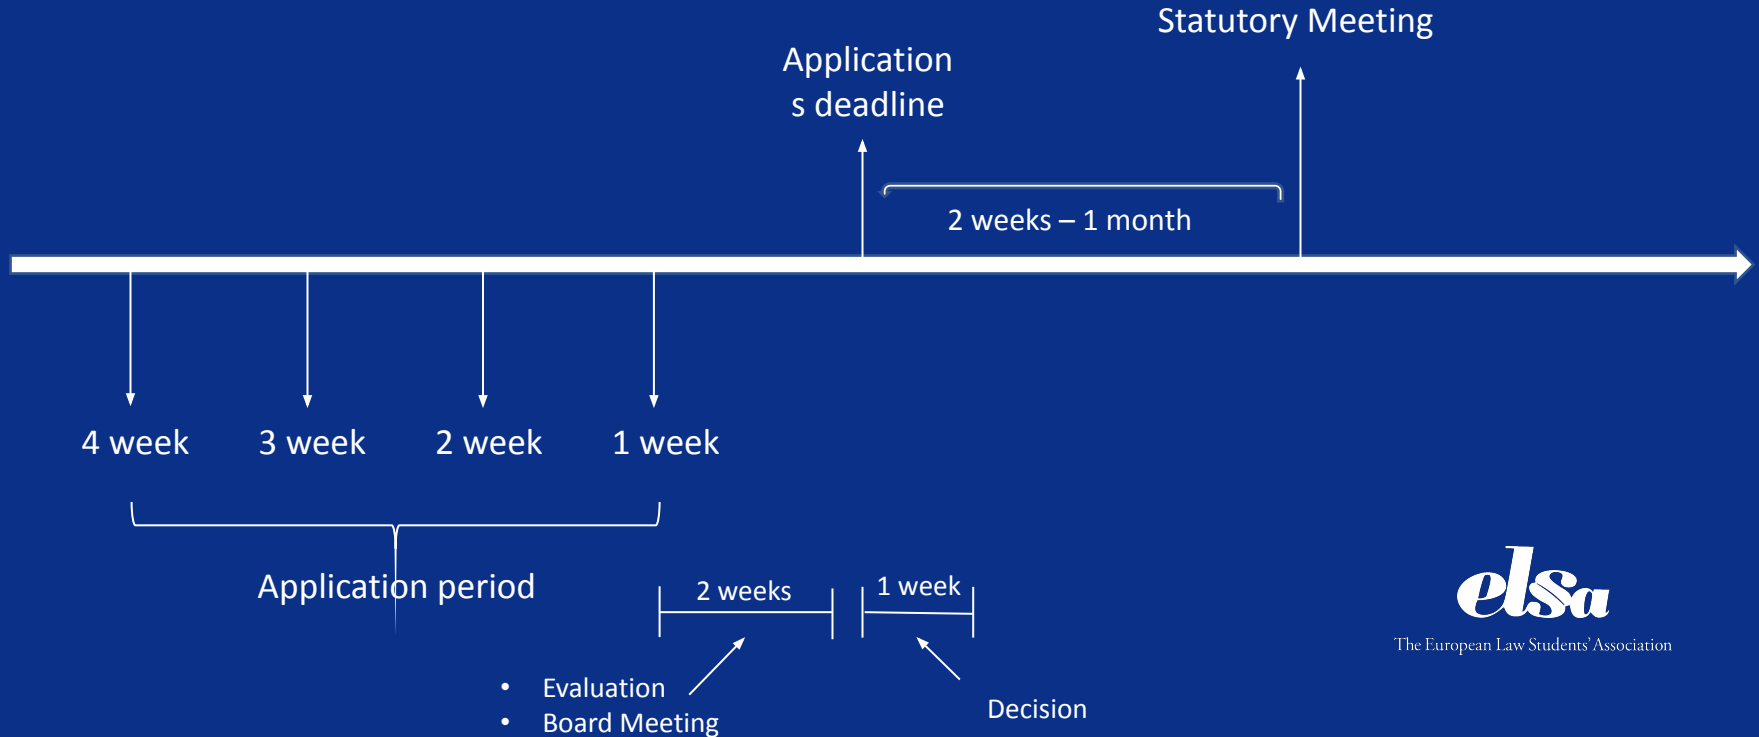 Statutory Meeting
Application
s deadline
2 weeks – 1 month
4 week
3 week
2 week
1 week
Application period
2 weeks
1 week
• Evaluation
• Board Meeting
Decision
elsa
The European Law Students' Association